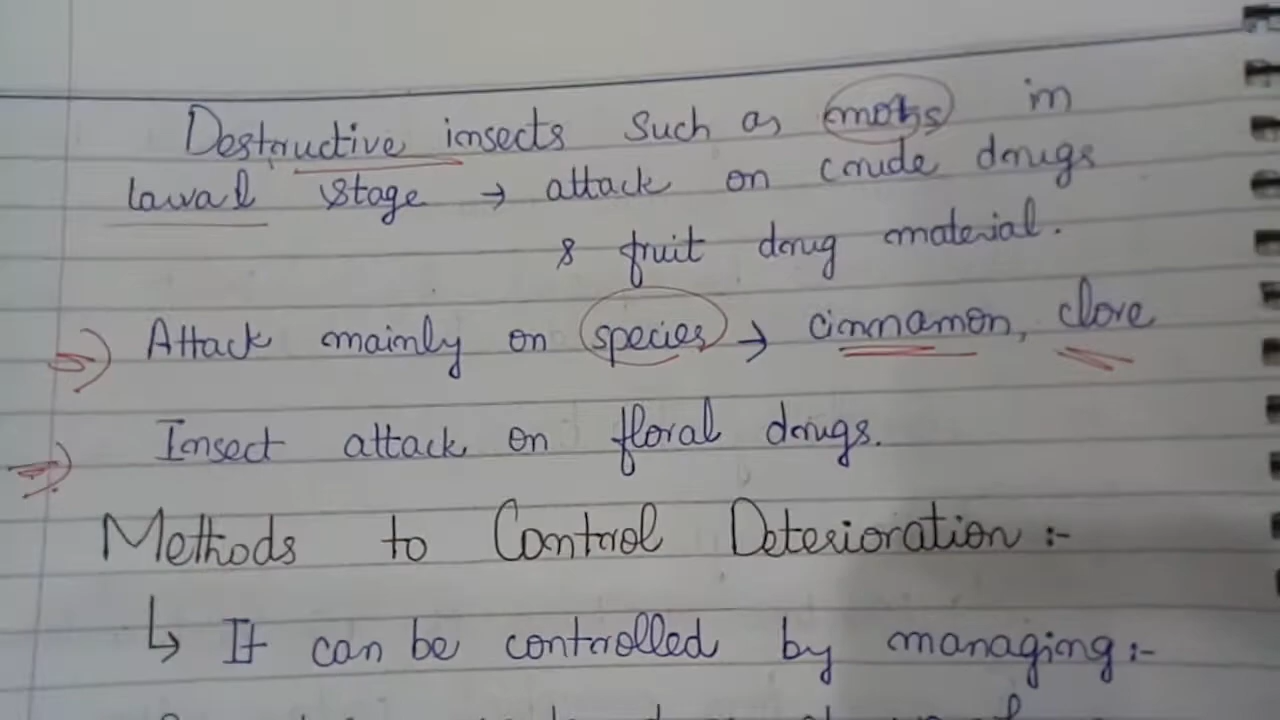 Destructive insects such as moths in
larval stage → attack on crude drugs
& fruit drug material.
⇒) Attack mainly on species → cinnamon, clove
⇒) Insect attack on floral drugs.
Methods to Control Deterioration :-
↳ It can be controlled by managing :-